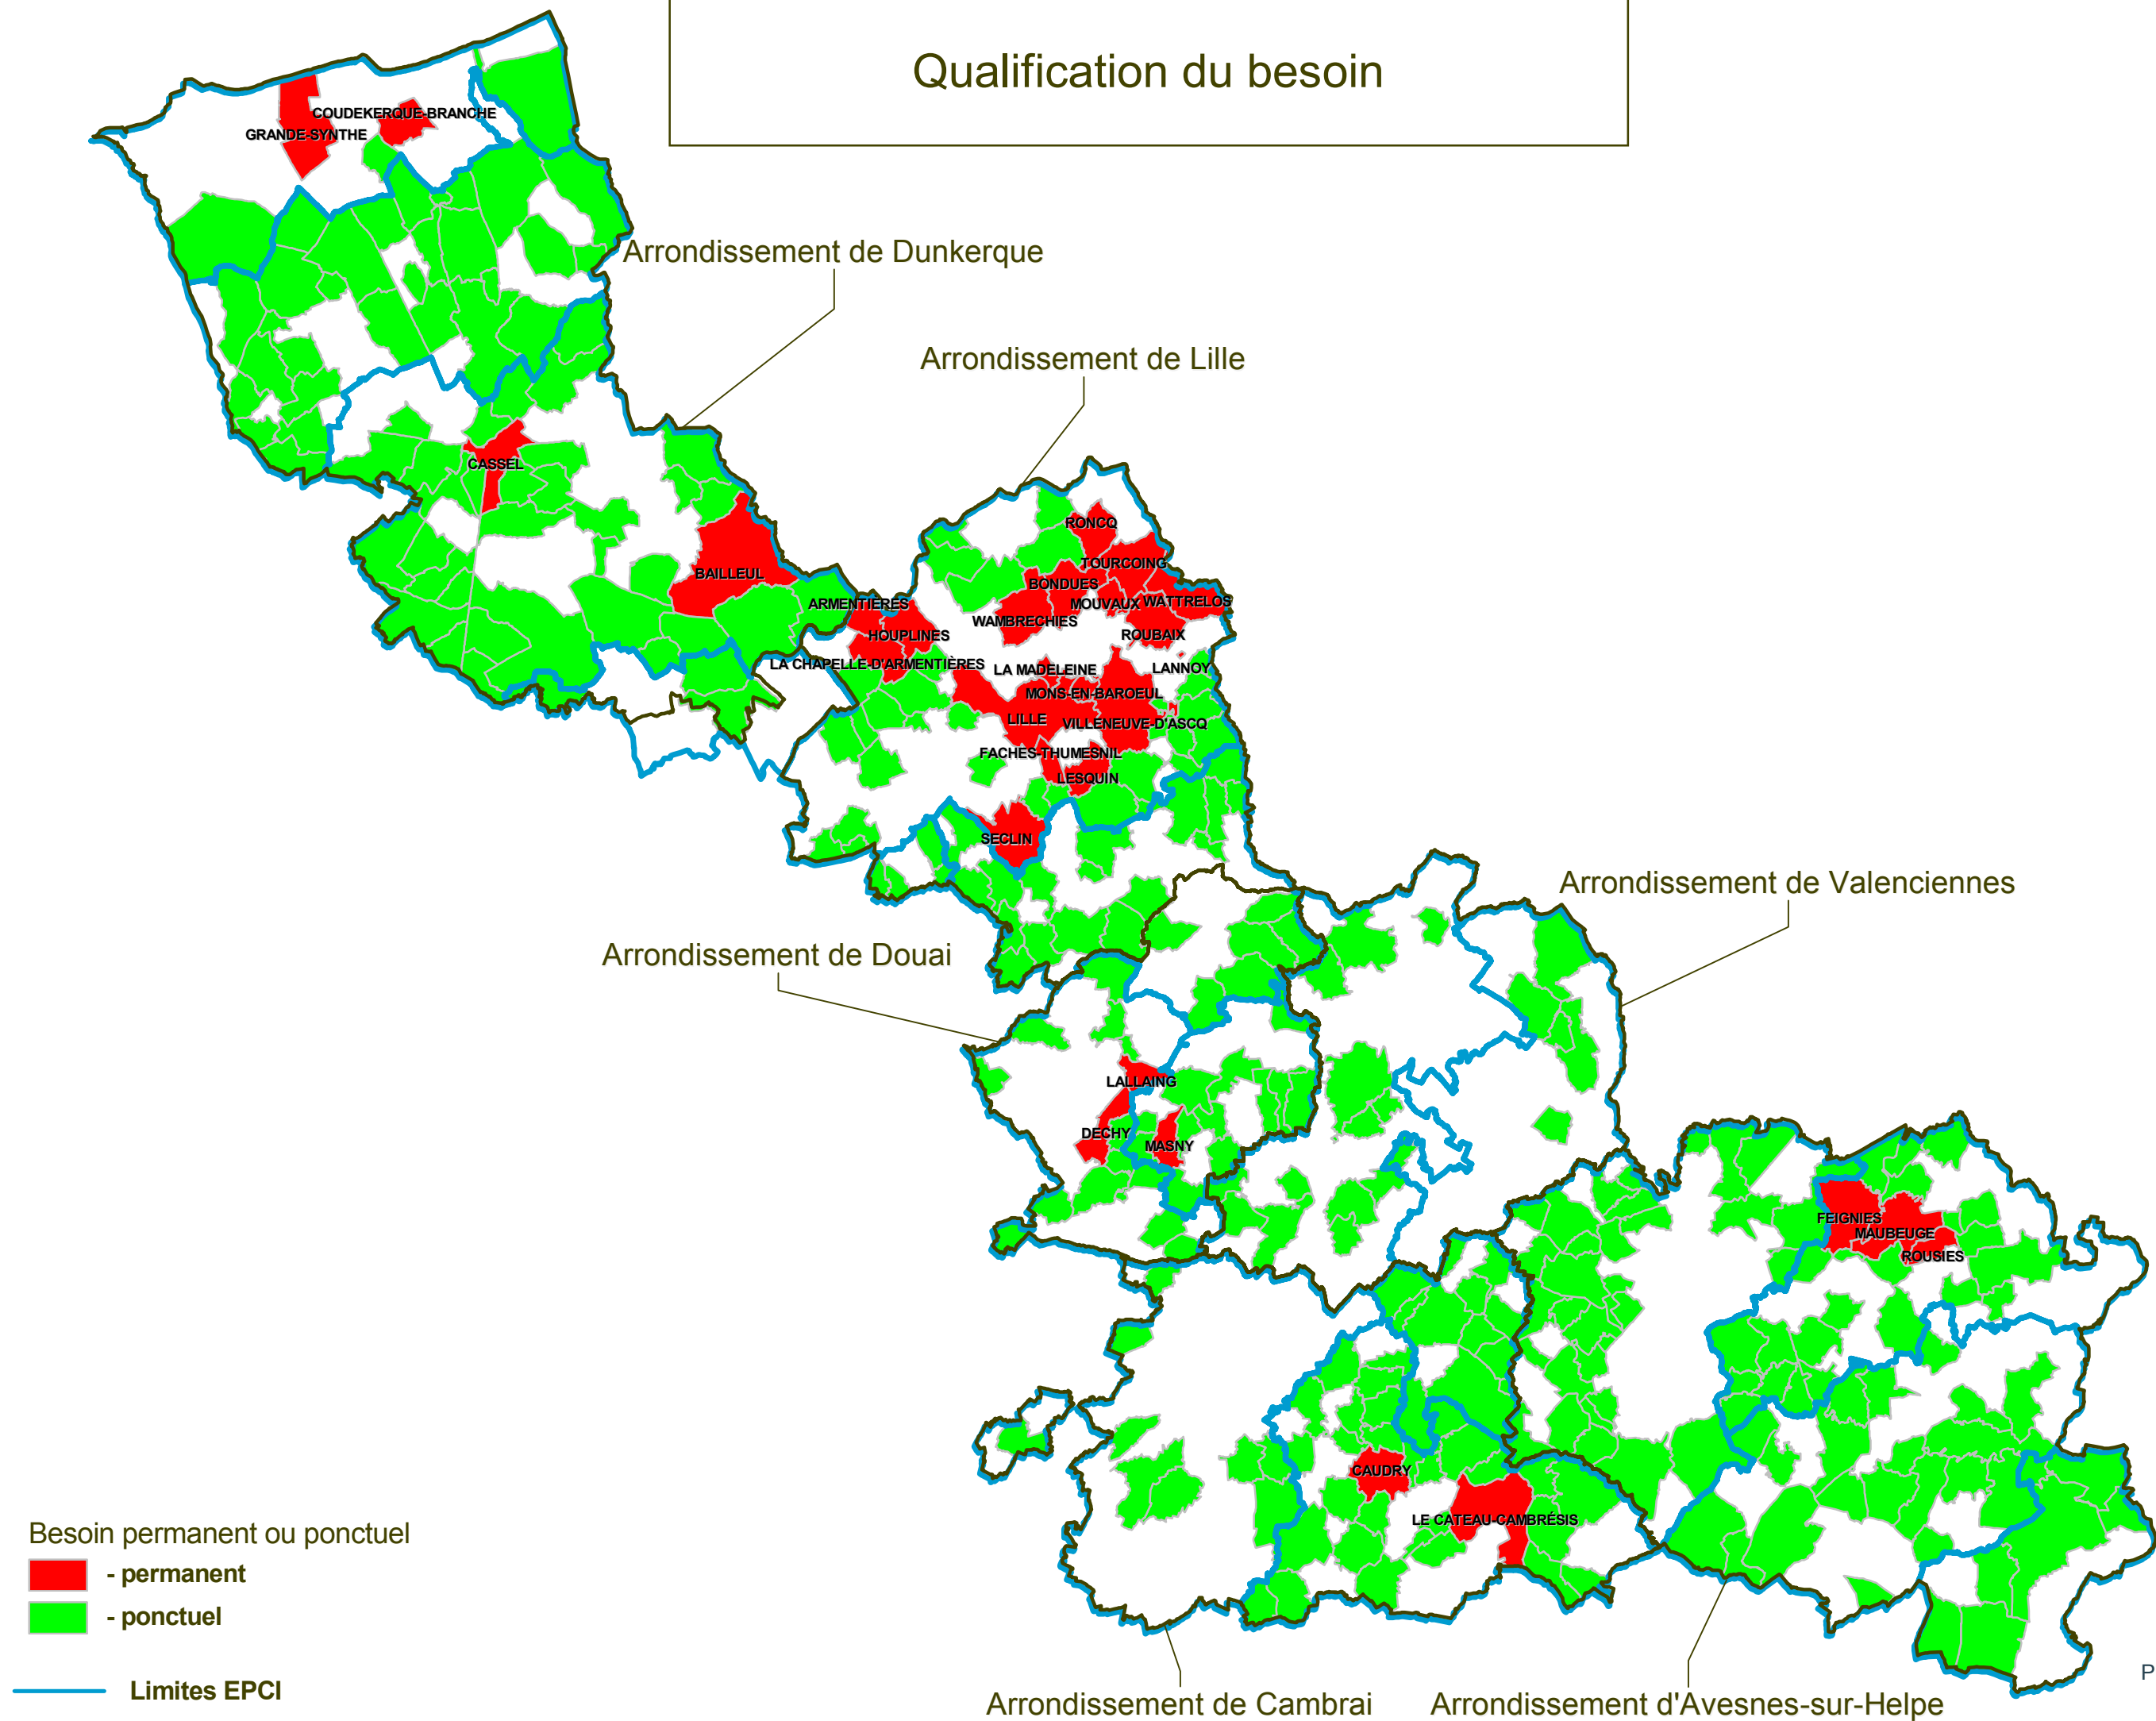 Qualification du besoin
COUDEKERQUE-BRANCHE
GRANDE-SYNTHE
Arrondissement de Dunkerque
Arrondissement de Lille
CASSEL
RONCQ
TOURCOING
BAILLEUL
BONDUES
ARMENTIÈRES
MOUVAUX
WATTRELOS
WAMBRECHIES
HOUPLINES
ROUBAIX
LA CHAPELLE-D'ARMENTIÈRES
LA MADELEINE
LANNOY
MONS-EN-BAROEUL
LILLE
VILLENEUVE-D'ASCQ
FACHES-THUMESNIL
LESQUIN
SECLIN
Arrondissement de Valenciennes
Arrondissement de Douai
LALLAING
DECHY
MASNY
FEIGNIES
MAUBEUGE
ROUSIES
CAUDRY
LE CATEAU-CAMBRÉSIS
Besoin permanent ou ponctuel
- permanent
- ponctuel
Limites EPCI
P
Arrondissement de Cambrai
Arrondissement d'Avesnes-sur-Helpe